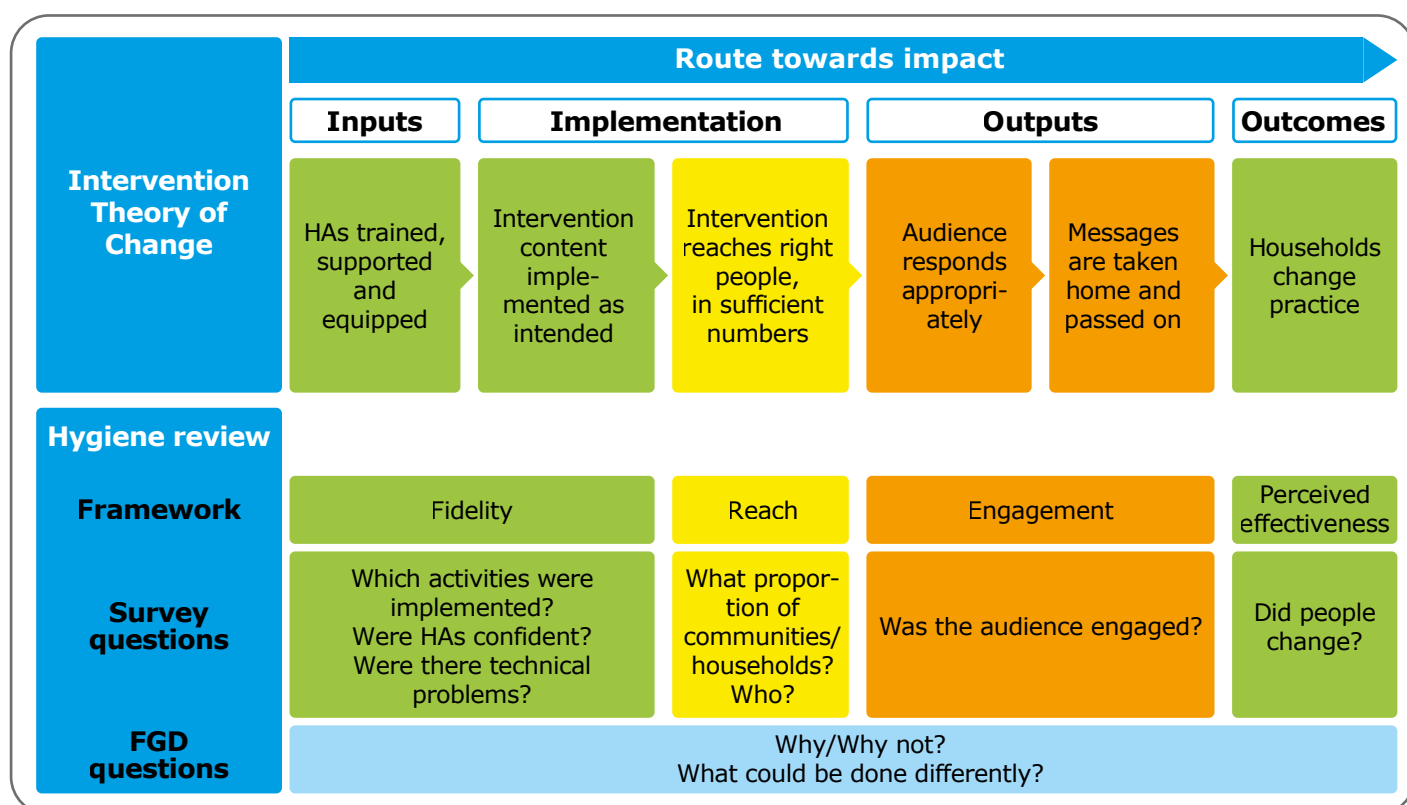 Route towards impact
Intervention
Theory of
Change
Inputs
Implementation
Outputs
Outcomes
HAs trained,
supported
and
equipped
Intervention
content
imple-
mented as
intended
Intervention
reaches right
people,
in sufficient
numbers
Audience
responds
appropri-
ately
Messages
are taken
home and
passed on
Households
change
practice
Hygiene review
Framework
Fidelity
Reach
Engagement
Perceived
effectiveness
Survey
questions
Which activities were
implemented?
Were HAs confident?
Were there technical
problems?
What propor-
tion of
communities/
households?
Who?
Was the audience engaged?
Did people
change?
FGD
questions
Why/Why not?
What could be done differently?